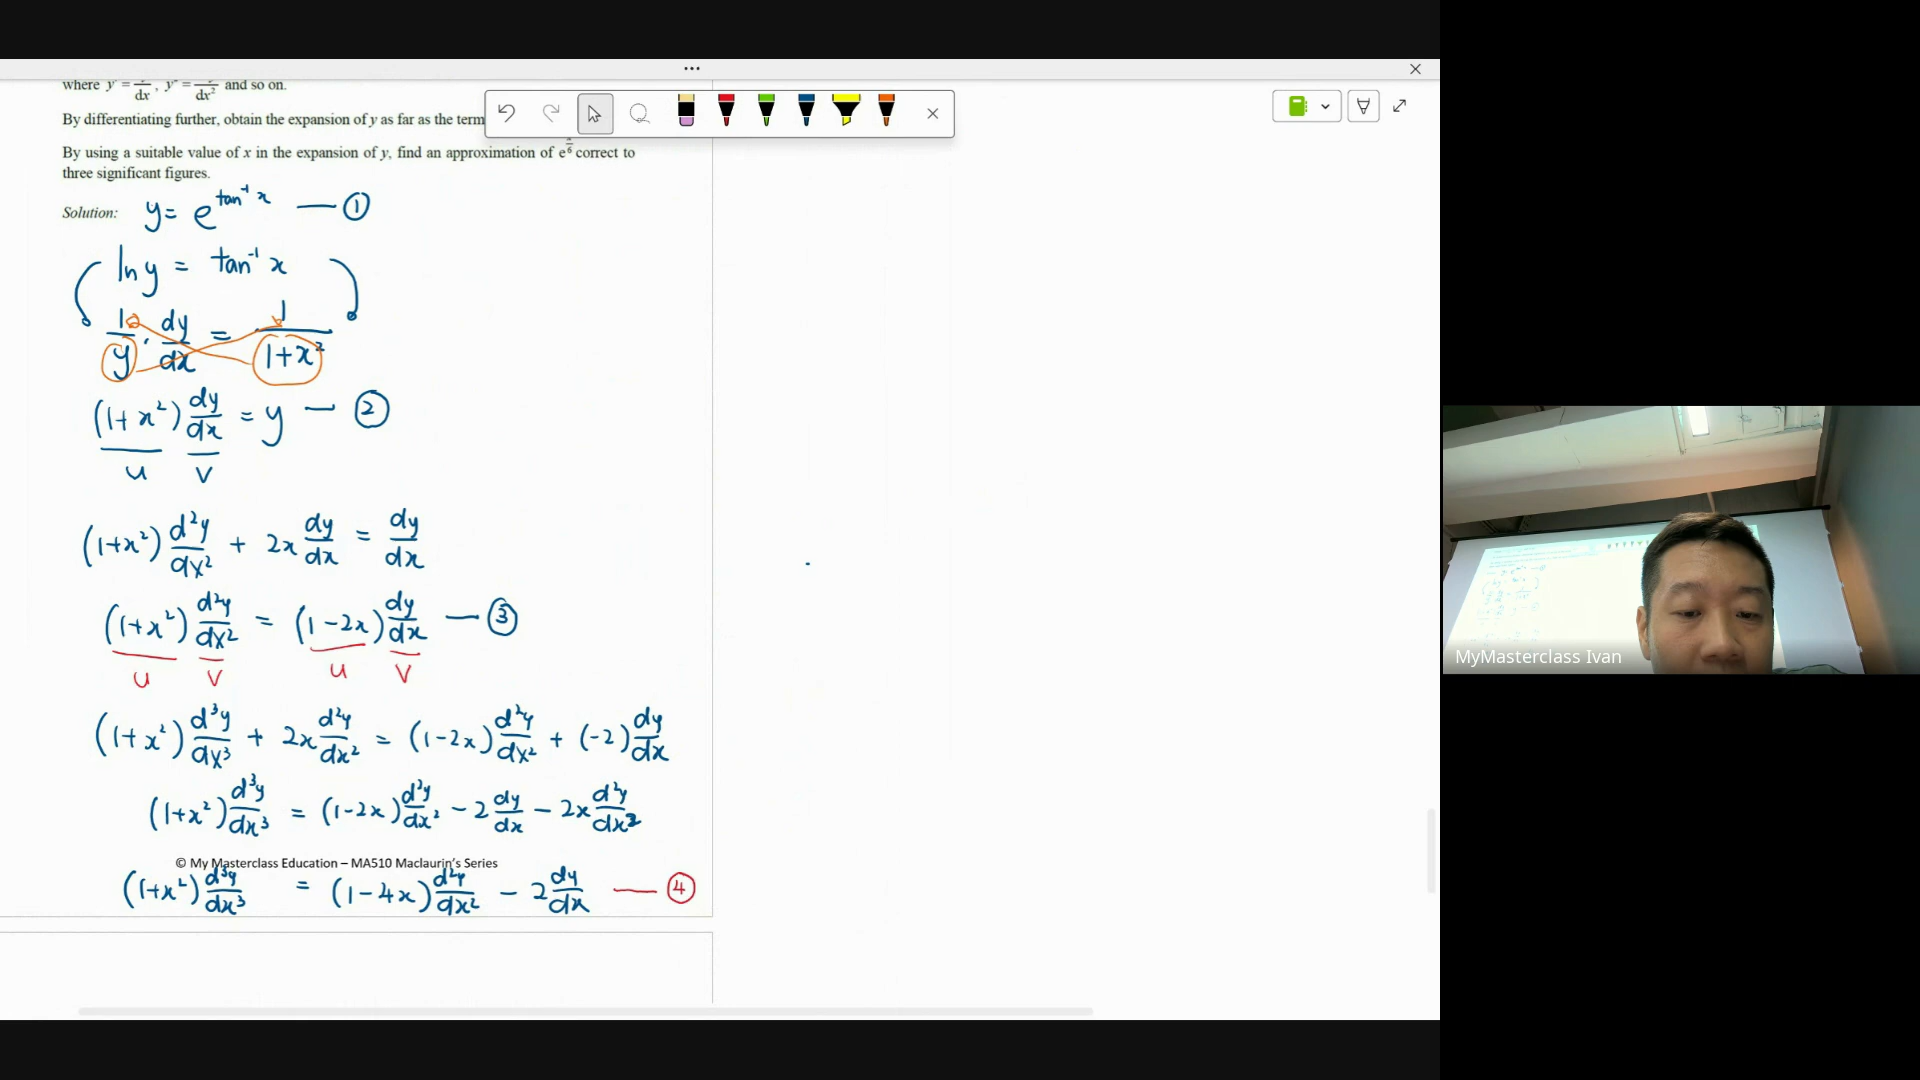 where y' = dy/dx, y'' = d²y/dx² and so on.
By differentiating further, obtain the expansion of y as far as the term
By using a suitable value of x in the expansion of y, find an approximation of e^(π/6) correct to
three significant figures.
Solution: y = e^(tan⁻¹ x) — ①
ln y = tan⁻¹ x
1/y · dy/dx = 1/(1+x²)
(1+x²) dy/dx = y — ②
u v
(1+x²) d²y/dx² + 2x dy/dx = dy/dx
(1+x²) d²y/dx² = (1-2x) dy/dx — ③
u v u v
(1+x²) d³y/dx³ + 2x d²y/dx² = (1-2x) d²y/dx² + (-2) dy/dx
(1+x²) d³y/dx³ = (1-2x) d²y/dx² - 2 dy/dx - 2x d²y/dx²
© My Masterclass Education – MA510 Maclaurin's Series
(1+x²) d³y/dx³ = (1-4x) d²y/dx² - 2 dy/dx — ④
MyMasterclass Ivan